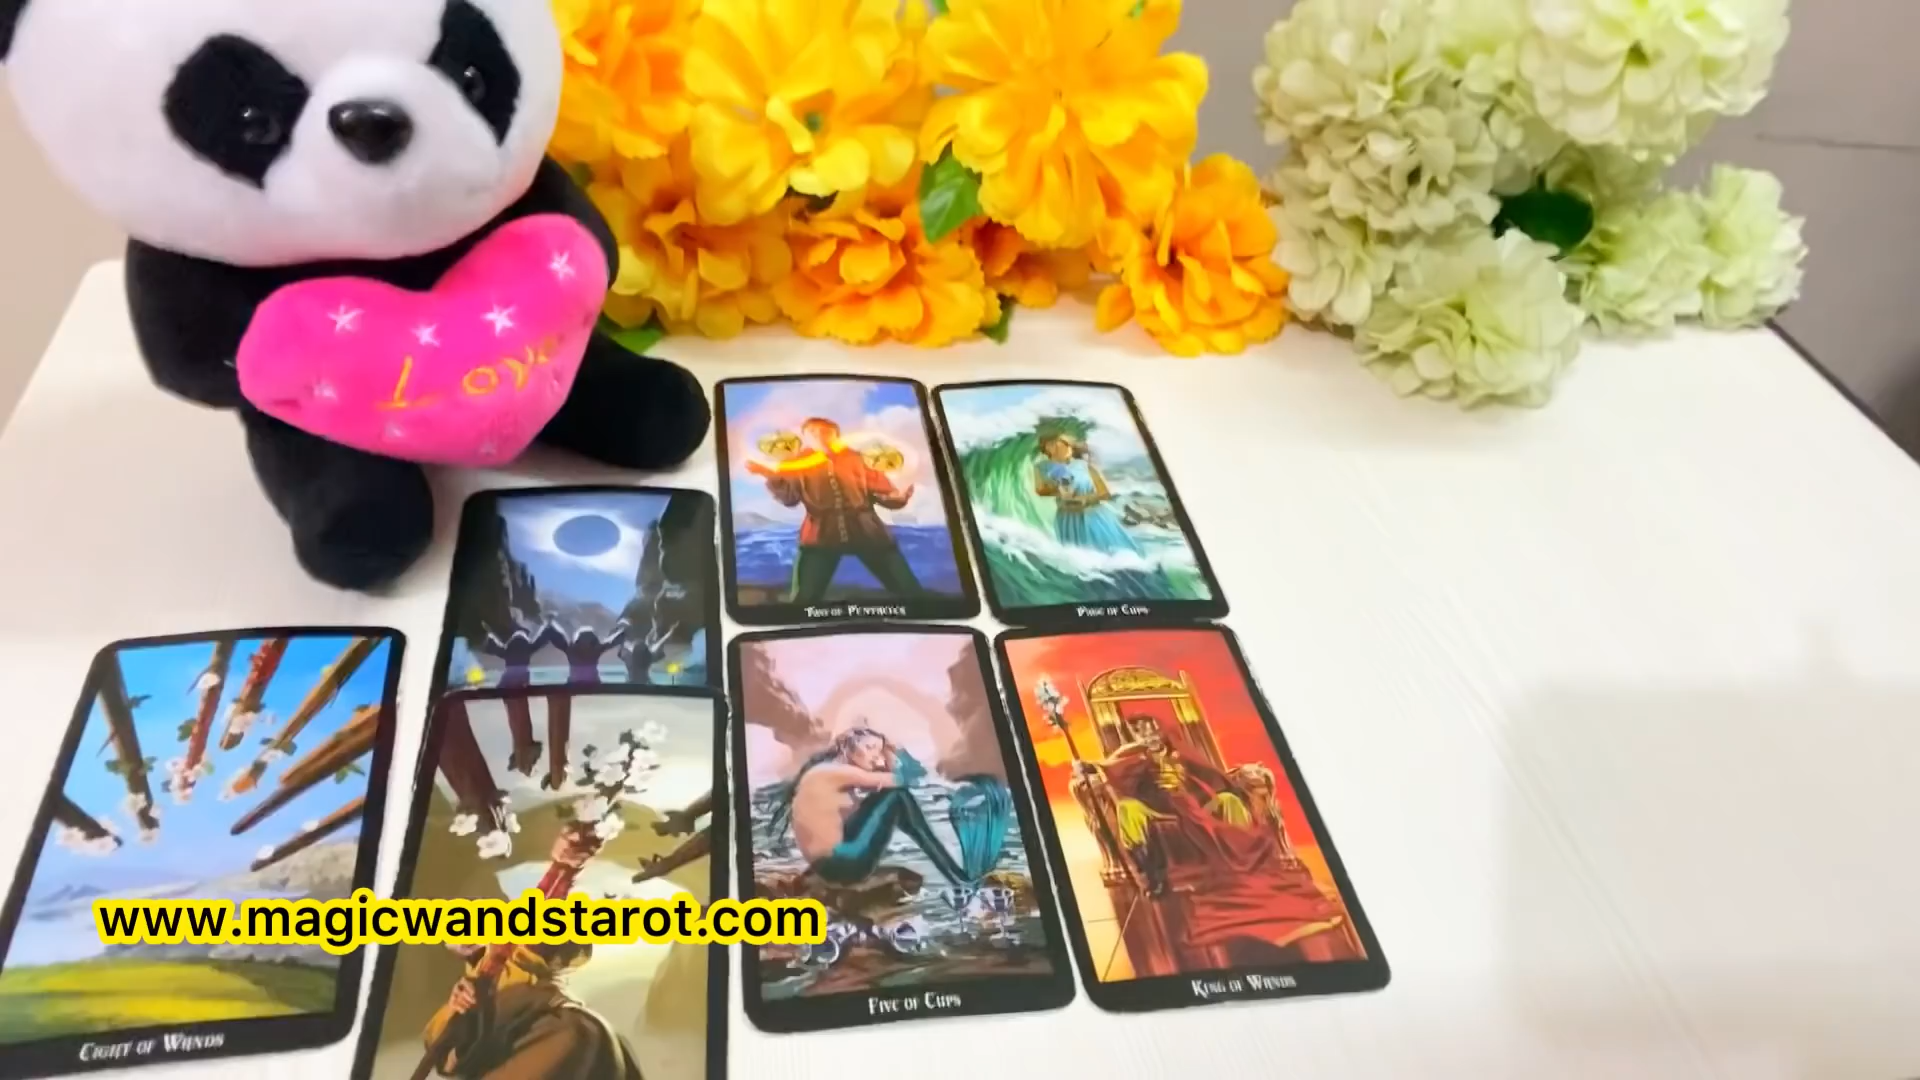 Love
Two of Pentacles
Page of Cups
www.magicwandstarot.com
Five of Cups
King of Wands
Eight of Wands